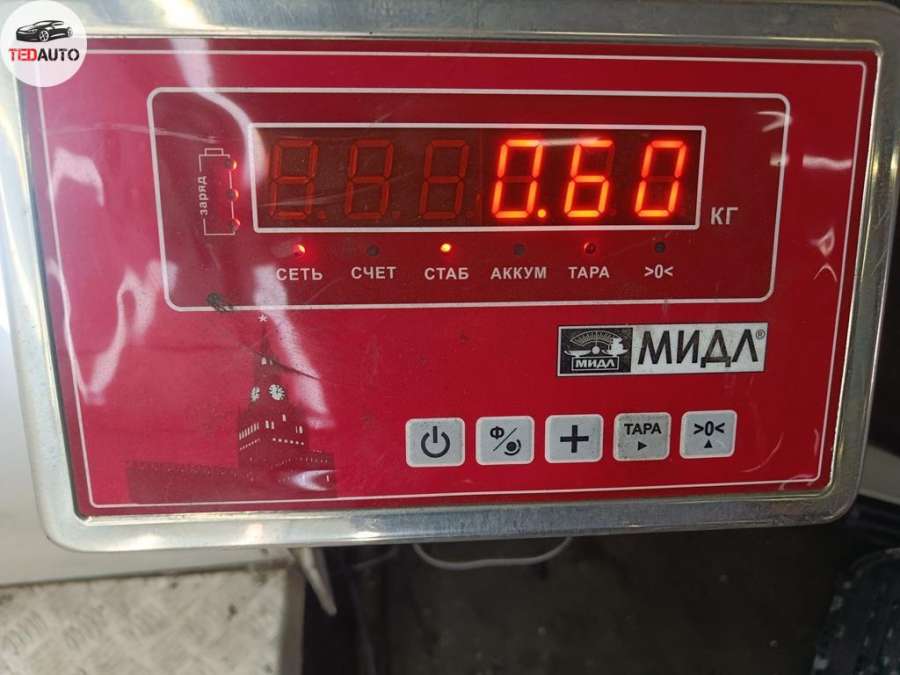 TEDAUTO
заряд
0.60
КГ
СЕТЬ СЧЕТ СТАБ АККУМ ТАРА >0<
МИДЛ МИДЛ®
Ф/ + ТАРА >0<